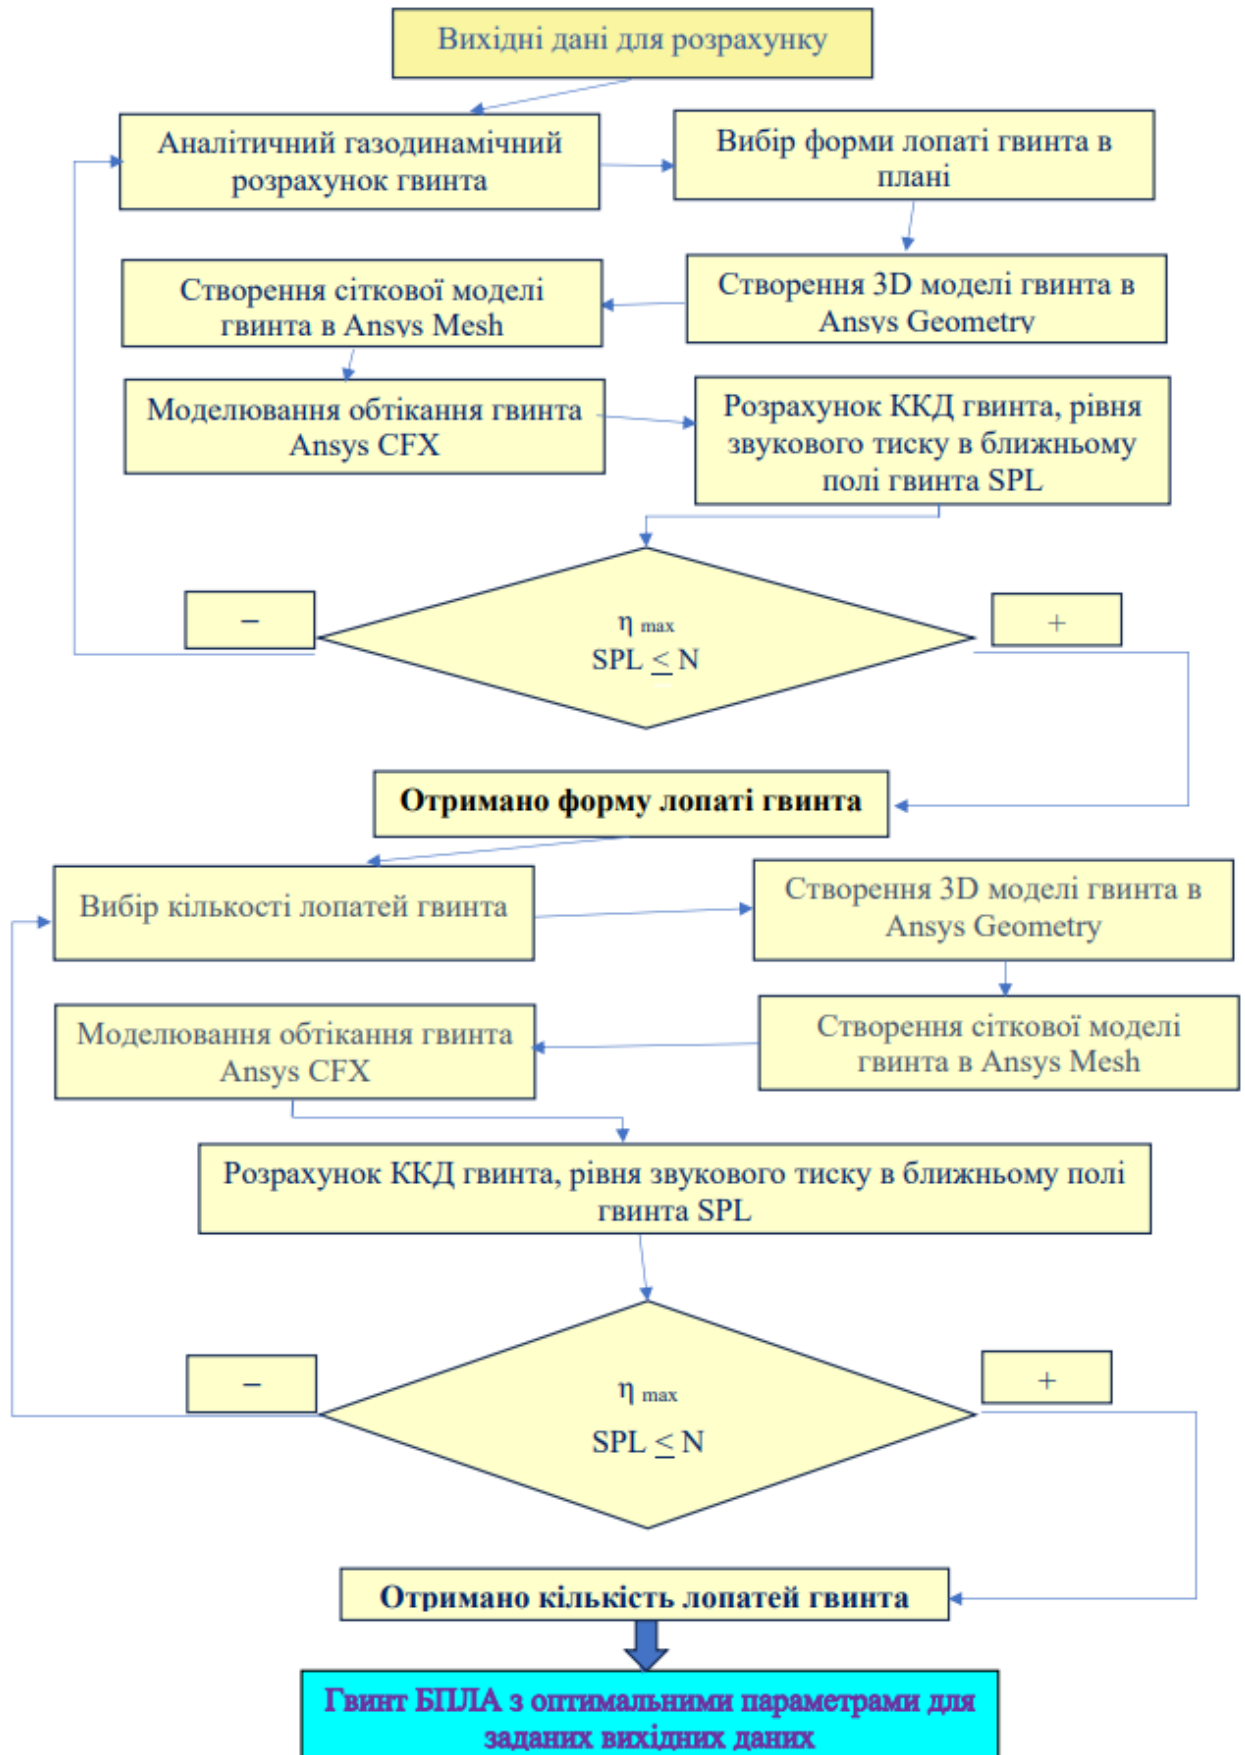 Вихідні дані для розрахунку
Аналітичний газодинамічний
розрахунок гвинта
Вибір форми лопаті гвинта в
плані
Створення 3D моделі гвинта в
Ansys Geometry
Створення сіткової моделі
гвинта в Ansys Mesh
Моделювання обтікання гвинта
Ansys CFX
Розрахунок ККД гвинта, рівня
звукового тиску в ближньому
полі гвинта SPL
–
η max
SPL ≤ N
+
Отримано форму лопаті гвинта
Вибір кількості лопатей гвинта
Створення 3D моделі гвинта в
Ansys Geometry
Створення сіткової моделі
гвинта в Ansys Mesh
Моделювання обтікання гвинта
Ansys CFX
Розрахунок ККД гвинта, рівня звукового тиску в ближньому полі
гвинта SPL
–
η max
SPL ≤ N
+
Отримано кількість лопатей гвинта
Гвинт БПЛА з оптимальними параметрами для
заданих вихідних даних